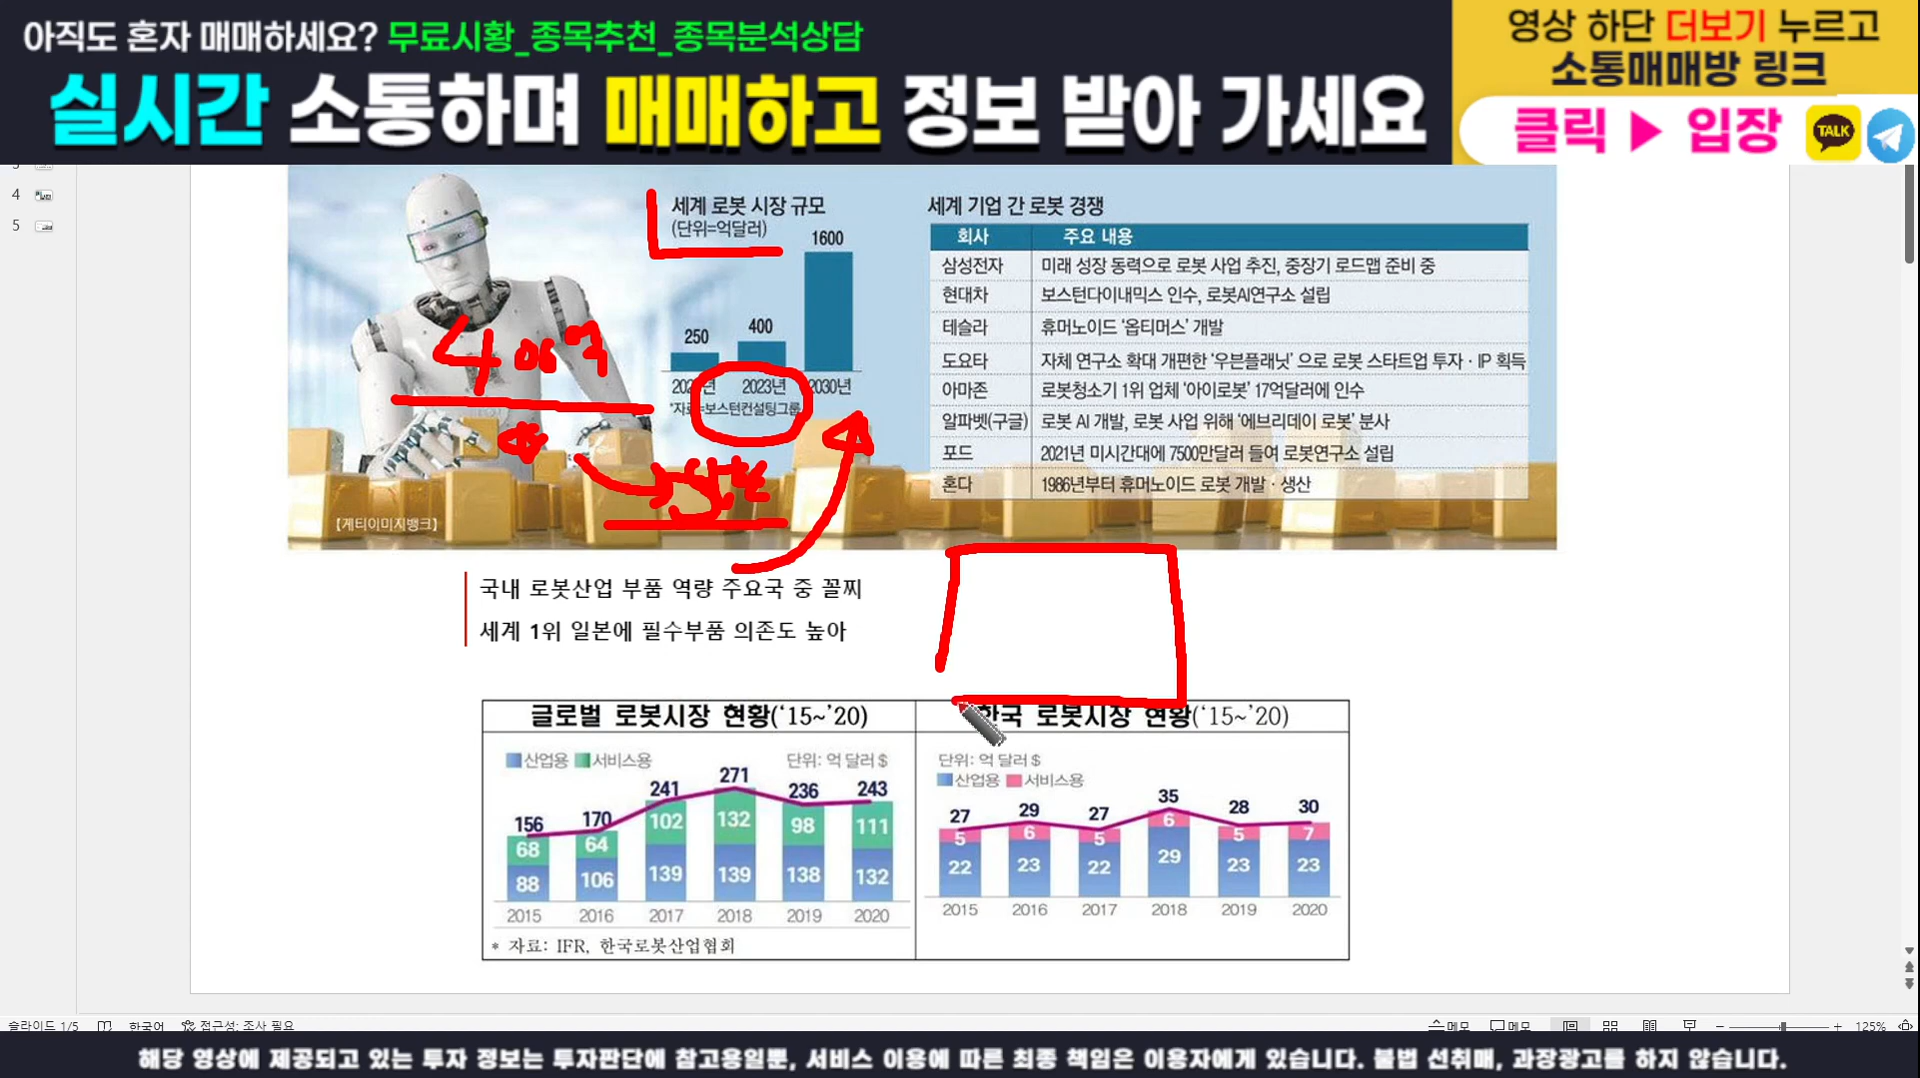 아직도 혼자 매매하세요? 무료시황_종목추천_종목분석상담
실시간 소통하며 매매하고 정보 받아 가세요
영상 하단 더보기 누르고
소통매매방 링크
클릭 ▶ 입장
TALK
4
5
세계 로봇 시장 규모
(단위=억달러)
250
400
1600
2023년
2030년
보스턴컨설팅그룹
【게티이미지뱅크】
세계 기업 간 로봇 경쟁
회사 주요 내용
삼성전자 미래 성장 동력으로 로봇 사업 추진, 중장기 로드맵 준비 중
현대차 보스턴다이내믹스 인수, 로봇AI연구소 설립
테슬라 휴머노이드 ‘옵티머스’ 개발
도요타 자체 연구소 확대 개편한 ‘우븐플래닛’ 으로 로봇 스타트업 투자·IP 획득
아마존 로봇청소기 1위 업체 ‘아이로봇’ 17억달러에 인수
알파벳(구글) 로봇 AI 개발, 로봇 사업 위해 ‘에브리데이 로봇’ 분사
포드 2021년 미시간대에 7500만달러 들여 로봇연구소 설립
혼다 1986년부터 휴머노이드 로봇 개발·생산
국내 로봇산업 부품 역량 주요국 중 꼴찌
세계 1위 일본에 필수부품 의존도 높아
글로벌 로봇시장 현황(‘15~’20)
산업용 서비스용 단위: 억 달러 $
156 170 241 271 236 243
68 64 102 132 98 111
88 106 139 139 138 132
2015 2016 2017 2018 2019 2020
* 자료: IFR, 한국로봇산업협회
한국 로봇시장 현황(‘15~’20)
단위: 억 달러 $
산업용 서비스용
27 29 27 35 28 30
5 6 5 6 5 7
22 23 22 29 23 23
2015 2016 2017 2018 2019 2020
슬라이드 1/5 한국어 접근성: 조사 필요
메모 메모 125%
해당 영상에 제공되고 있는 투자 정보는 투자판단에 참고용일뿐, 서비스 이용에 따른 최종 책임은 이용자에게 있습니다. 불법 선취매, 과장광고를 하지 않습니다.